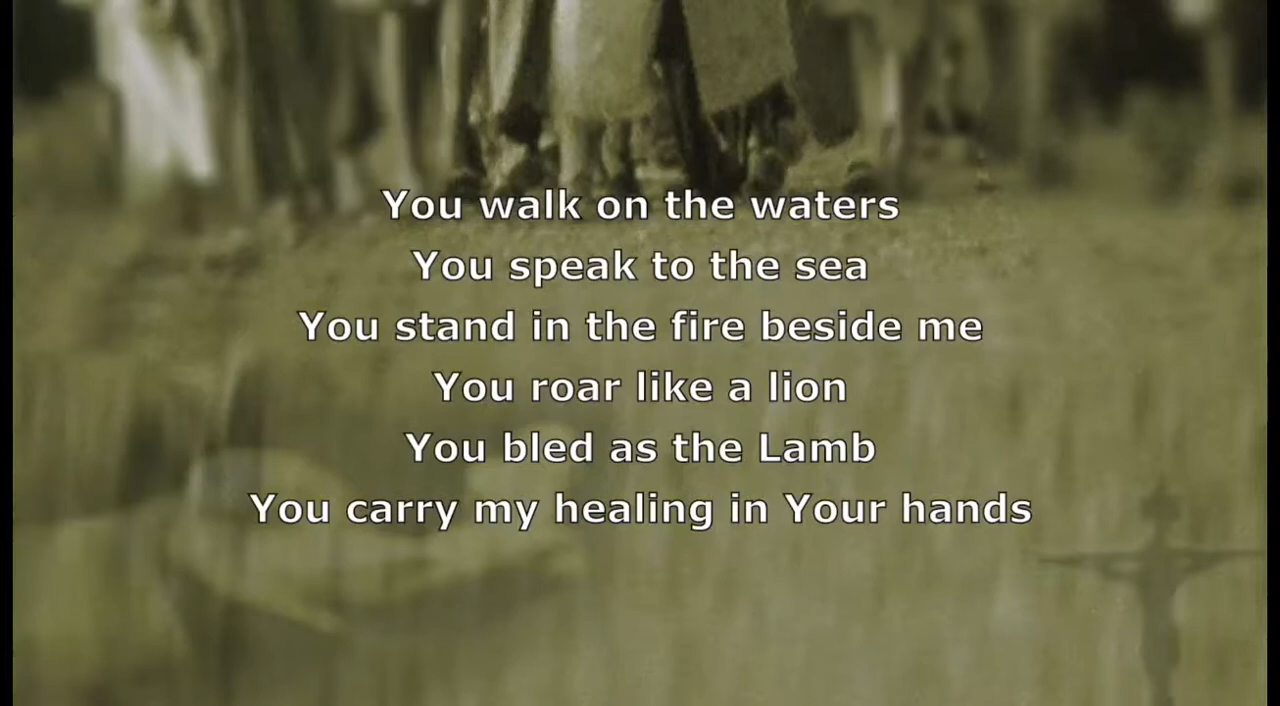 You walk on the waters
You speak to the sea
You stand in the fire beside me
You roar like a lion
You bled as the Lamb
You carry my healing in Your hands